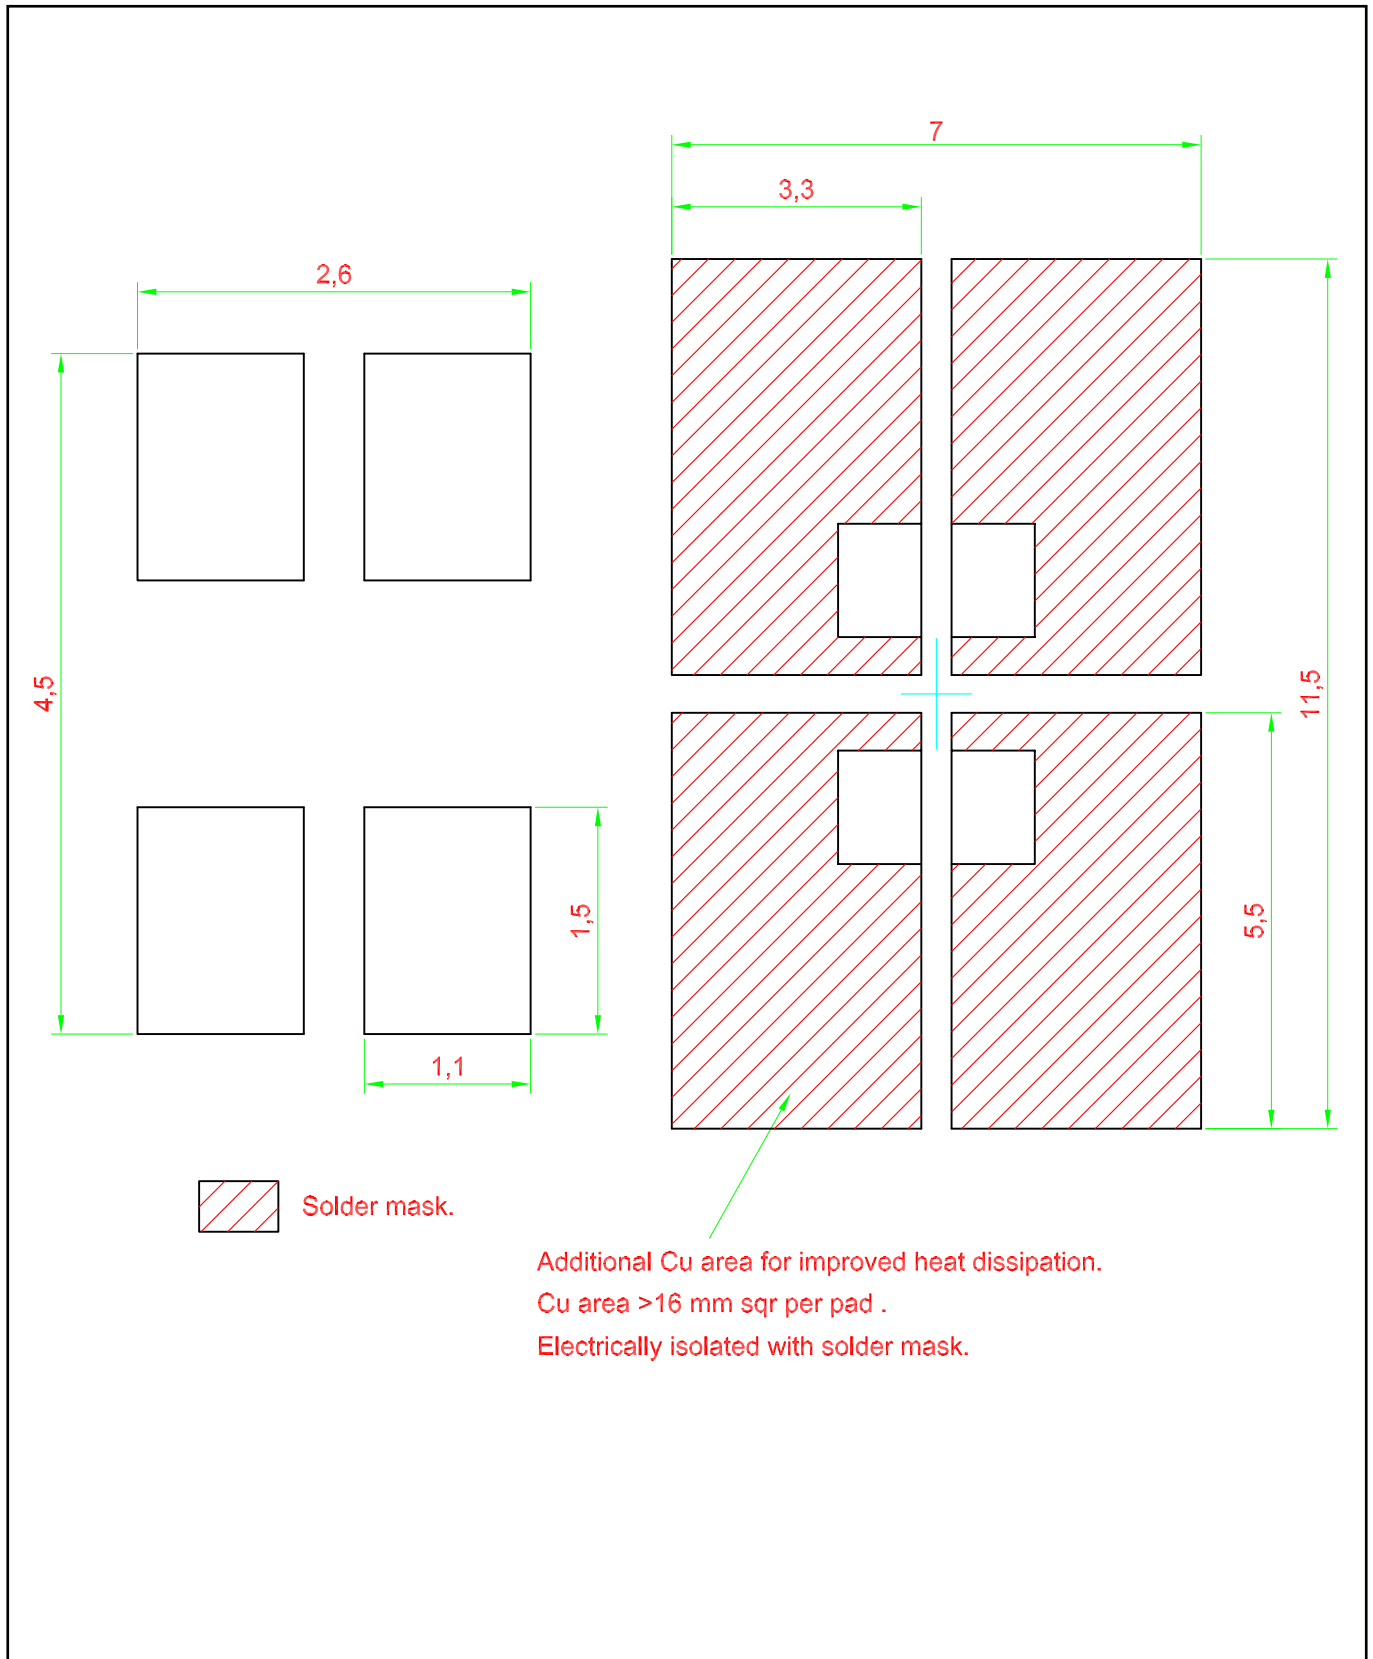 7
3,3
2,6
4,5
11,5
1,5
5,5
1,1
Solder mask.
Additional Cu area for improved heat dissipation.
Cu area >16 mm sqr per pad .
Electrically isolated with solder mask.